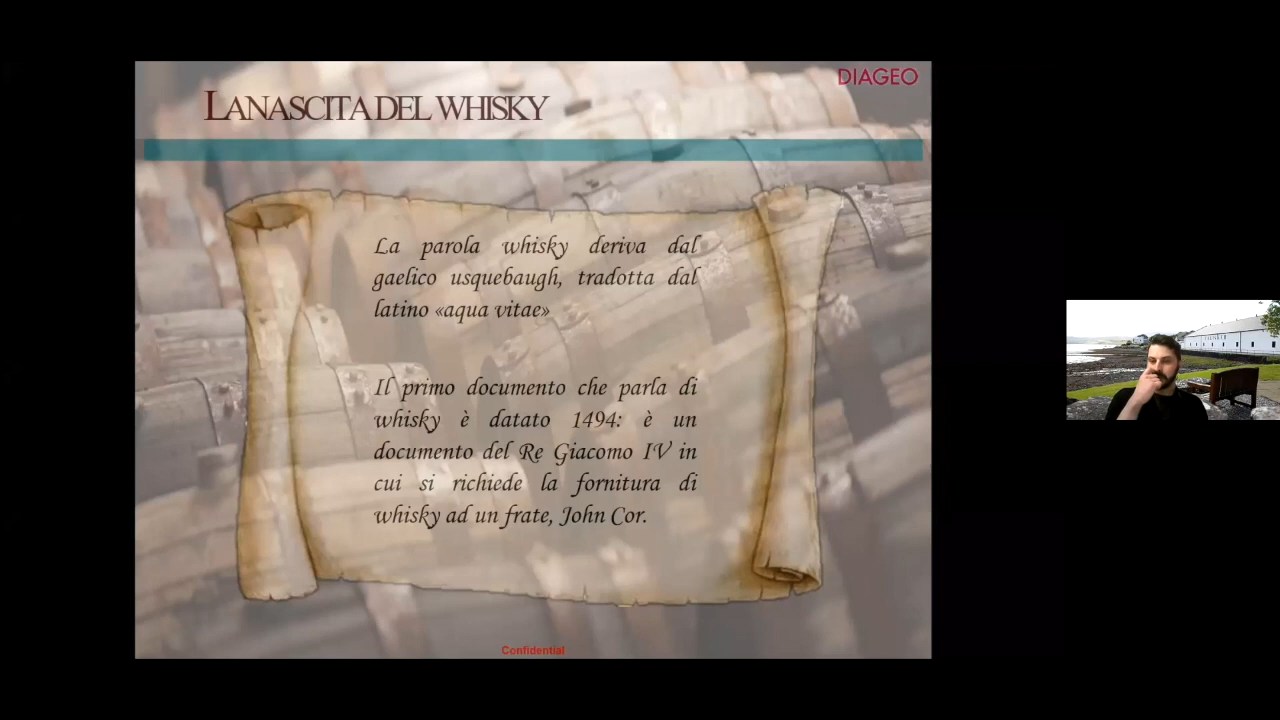 DIAGEO
LA NASCITA DEL WHISKY
La parola whisky deriva dal
gaelico usquebaugh, tradotta dal
latino «aqua vitae»
Il primo documento che parla di
whisky è datato 1494: è un
documento del Re Giacomo IV in
cui si richiede la fornitura di
whisky ad un frate, John Cor.
Confidential